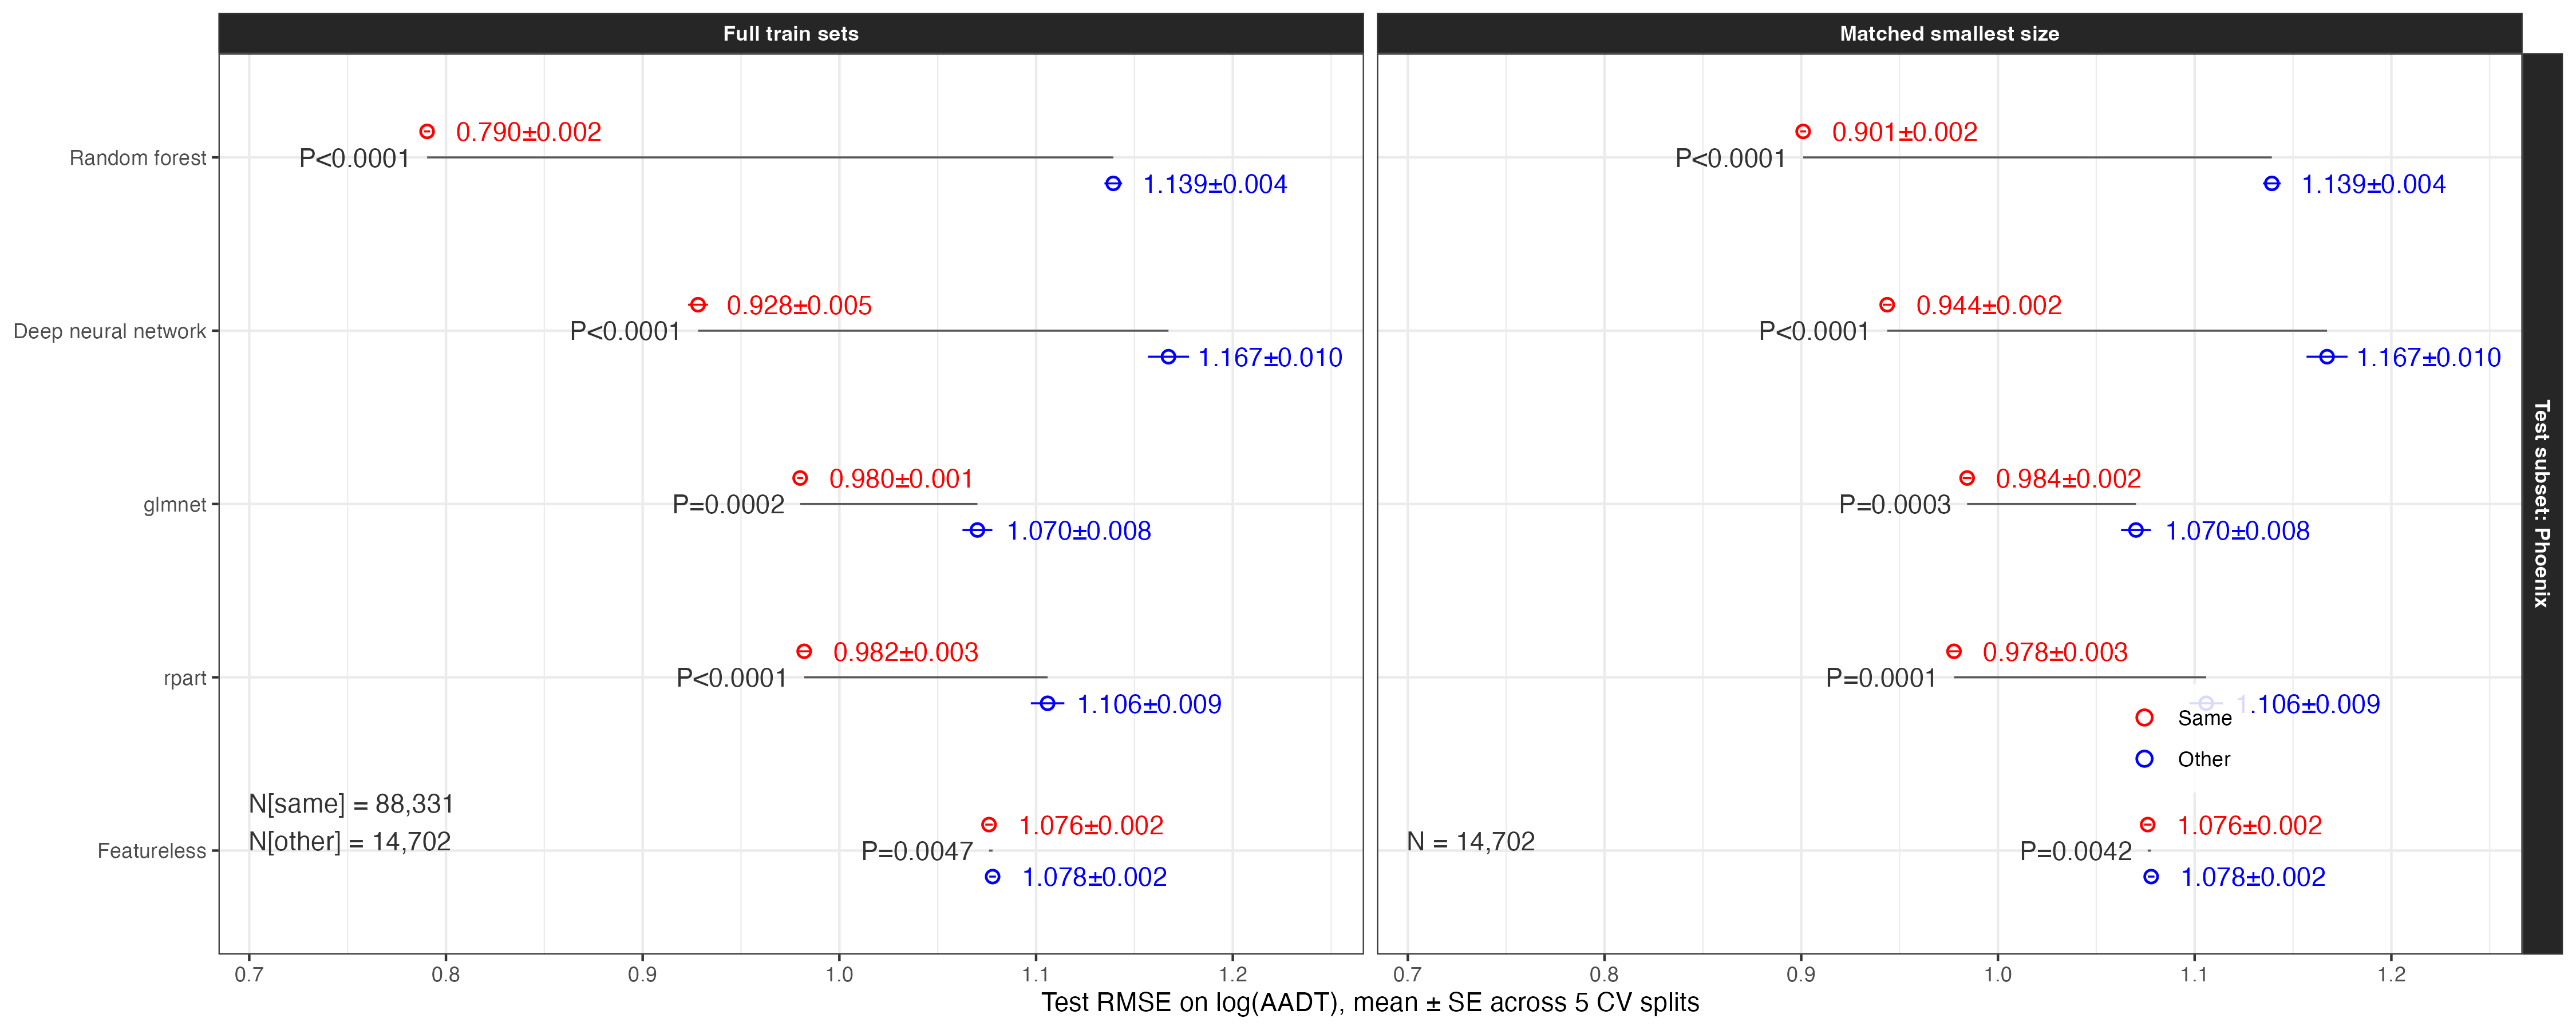 Full train sets
Matched smallest size
Random forest
0.790±0.002
P<0.0001
1.139±0.004
0.901±0.002
P<0.0001
1.139±0.004
Deep neural network
0.928±0.005
P<0.0001
1.167±0.010
0.944±0.002
P<0.0001
1.167±0.010
glmnet
0.980±0.001
P=0.0002
1.070±0.008
0.984±0.002
P=0.0003
1.070±0.008
rpart
0.982±0.003
P<0.0001
1.106±0.009
0.978±0.003
P=0.0001
1.106±0.009
Same
Other
Featureless
N[same] = 88,331
N[other] = 14,702
1.076±0.002
P=0.0047
1.078±0.002
N = 14,702
1.076±0.002
P=0.0042
1.078±0.002
Test subset: Phoenix
0.7 0.8 0.9 1.0 1.1 1.2
0.7 0.8 0.9 1.0 1.1 1.2
Test RMSE on log(AADT), mean ± SE across 5 CV splits